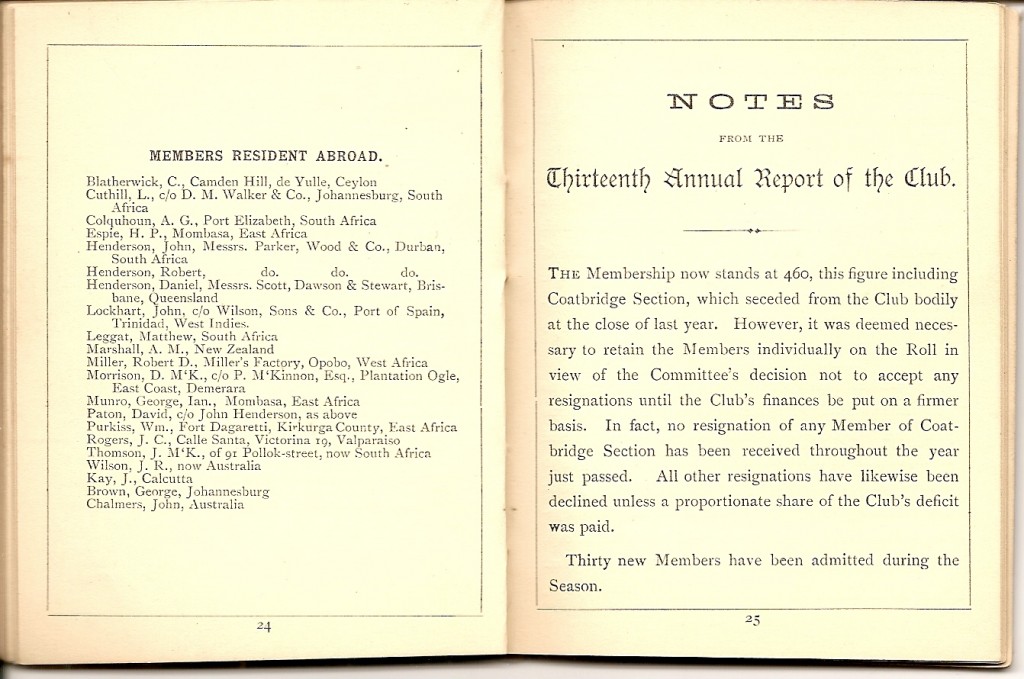 MEMBERS RESIDENT ABROAD.
Blatherwick, C., Camden Hill, de Yulle, Ceylon
Cuthill, L., c/o D. M. Walker & Co., Johannesburg, South
Africa
Colquhoun, A. G., Port Elizabeth, South Africa
Espie, H. P., Mombasa, East Africa
Henderson, John, Messrs. Parker, Wood & Co., Durban,
South Africa
Henderson, Robert, do. do. do.
Henderson, Daniel, Messrs. Scott, Dawson & Stewart, Bris-
bane, Queensland
Lockhart, John, c/o Wilson, Sons & Co., Port of Spain,
Trinidad, West Indies.
Leggat, Matthew, South Africa
Marshall, A. M., New Zealand
Miller, Robert D., Miller's Factory, Opobo, West Africa
Morrison, D. M‘K., c/o P. M‘Kinnon, Esq., Plantation Ogle,
East Coast, Demerara
Munro, George, Ian., Mombasa, East Africa
Paton, David, c/o John Henderson, as above
Purkiss, Wm., Fort Dagaretti, Kirkurga County, East Africa
Rogers, J. C., Calle Santa, Victorina 19, Valparaiso
Thomson, J. M‘K., of 91 Pollok-street, now South Africa
Wilson, J. R., now Australia
Kay, J., Calcutta
Brown, George, Johannesburg
Chalmers, John, Australia
24
NOTES
FROM THE
Thirteenth Annual Report of the Club.
THE Membership now stands at 460, this figure including
Coatbridge Section, which seceded from the Club bodily
at the close of last year. However, it was deemed neces-
sary to retain the Members individually on the Roll in
view of the Committee's decision not to accept any
resignations until the Club's finances be put on a firmer
basis. In fact, no resignation of any Member of Coat-
bridge Section has been received throughout the year
just passed. All other resignations have likewise been
declined unless a proportionate share of the Club's deficit
was paid.
Thirty new Members have been admitted during the
Season.
25